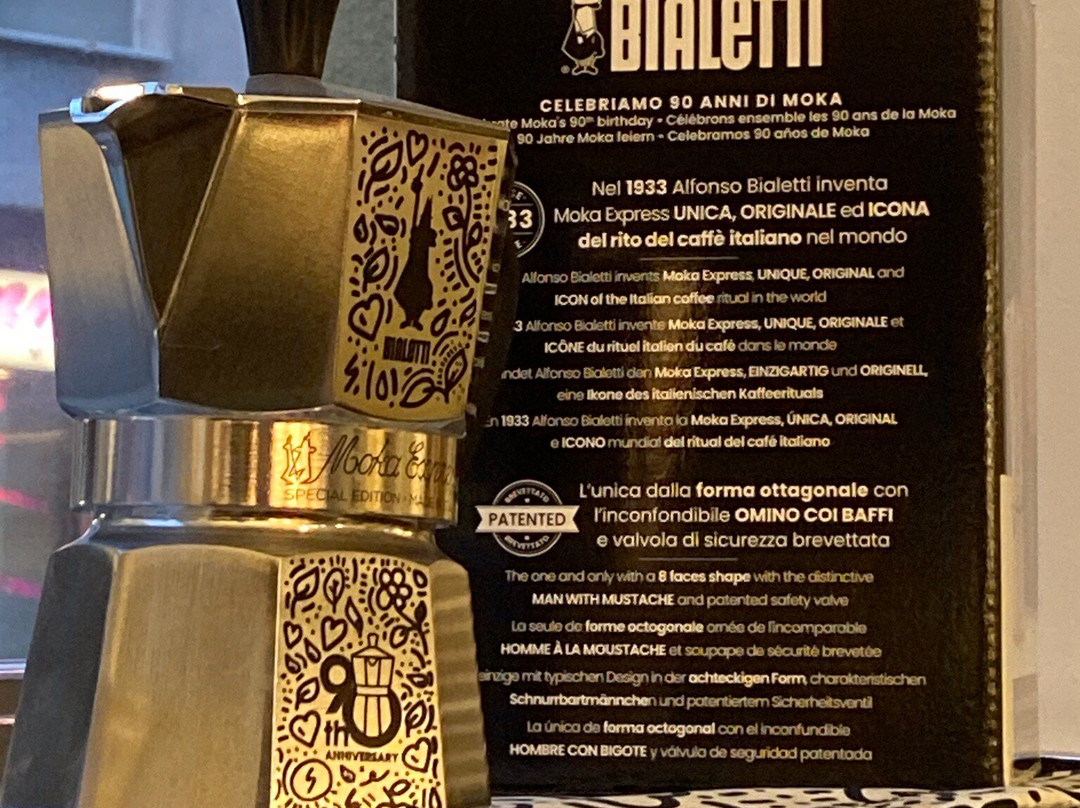 BIALETTI
CELEBRIAMO 90 ANNI DI MOKA
Moka's 90th birthday • Célébrons ensemble les 90 ans de la Moka
90 Jahre Moka feiern • Celebramos 90 años de Moka
Nel 1933 Alfonso Bialetti inventa
Moka Express UNICA, ORIGINALE ed ICONA
del rito del caffè italiano nel mondo
Alfonso Bialetti invents Moka Express, UNIQUE, ORIGINAL and
ICON of the Italian coffee ritual in the world
3 Alfonso Bialetti invente Moka Express, UNIQUE, ORIGINALE et
ICÔNE du rituel italien du café dans le monde
Alfonso Bialetti den Moka Express, EINZIGARTIG und ORIGINELL,
eine Ikone des italienischen Kaffeerituals
1933 Alfonso Bialetti inventa la Moka Express, ÚNICA, ORIGINAL
e ICONO mundial del ritual del café italiano
BREVETTATO
PATENTED
BREVETTATO
L'unica dalla forma ottagonale con
l'inconfondibile OMINO COI BAFFI
e valvola di sicurezza brevettata
The one and only with a 8 faces shape with the distinctive
MAN WITH MUSTACHE and patented safety valve
La seule de forme octogonale ornée de l'incomparable
HOMME À LA MOUSTACHE et soupape de sécurité brevetée
einzige mit typischen Design in der achteckigen Form, charakteristischen
Schnurrbartmännchen und patentiertem Sicherheitsventil
La única de forma octagonal con el inconfundible
HOMBRE CON BIGOTE y válvula de seguridad patentada
BIALETTI
Moka
SPECIAL EDITION
90
th
ANNIVERSARY